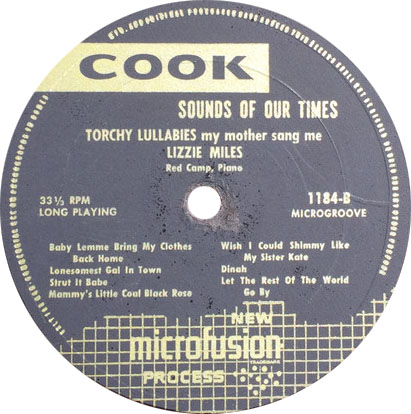 COOK
SOUNDS OF OUR TIMES
TORCHY LULLABIES my mother sang me
LIZZIE MILES
Red Camp, Piano
33⅓ RPM
LONG PLAYING
1184-B
MICROGROOVE
Baby Lemme Bring My Clothes
Back Home
Lonesomest Gal In Town
Strut It Babe
Mammy's Little Coal Black Rose
Wish I Could Shimmy Like
My Sister Kate
Dinah
Let The Rest Of The World
Go By
NEW
microfusion
TRADEMARK
PROCESS